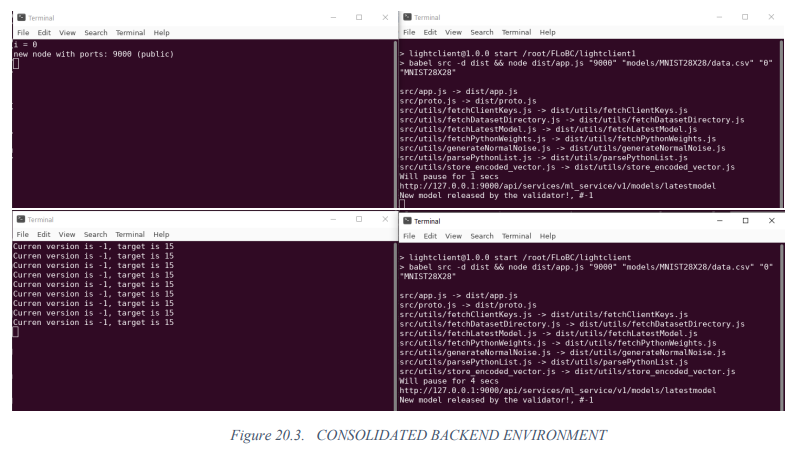 Terminal
File Edit View Search Terminal Help
i = 0
new node with ports: 9000 (public)
Terminal
File Edit View Search Terminal Help
> lightclient@1.0.0 start /root/FLoBC/lightclient1
> babel src -d dist && node dist/app.js "9000" "models/MNIST28X28/data.csv" "0"
"MNIST28X28"
src/app.js -> dist/app.js
src/proto.js -> dist/proto.js
src/utils/fetchClientKeys.js -> dist/utils/fetchClientKeys.js
src/utils/fetchDatasetDirectory.js -> dist/utils/fetchDatasetDirectory.js
src/utils/fetchLatestModel.js -> dist/utils/fetchLatestModel.js
src/utils/fetchPythonWeights.js -> dist/utils/fetchPythonWeights.js
src/utils/generateNormalNoise.js -> dist/utils/generateNormalNoise.js
src/utils/parsePythonList.js -> dist/utils/parsePythonList.js
src/utils/store_encoded_vector.js -> dist/utils/store_encoded_vector.js
Will pause for 1 secs
http://127.0.0.1:9000/api/services/ml_service/v1/models/latestmodel
New model released by the validator!, #-1
Terminal
File Edit View Search Terminal Help
Curren version is -1, target is 15
Curren version is -1, target is 15
Curren version is -1, target is 15
Curren version is -1, target is 15
Curren version is -1, target is 15
Curren version is -1, target is 15
Curren version is -1, target is 15
Curren version is -1, target is 15
Curren version is -1, target is 15
Terminal
File Edit View Search Terminal Help
> lightclient@1.0.0 start /root/FLoBC/lightclient
> babel src -d dist && node dist/app.js "9000" "models/MNIST28X28/data.csv" "0"
"MNIST28X28"
src/app.js -> dist/app.js
src/proto.js -> dist/proto.js
src/utils/fetchClientKeys.js -> dist/utils/fetchClientKeys.js
src/utils/fetchDatasetDirectory.js -> dist/utils/fetchDatasetDirectory.js
src/utils/fetchLatestModel.js -> dist/utils/fetchLatestModel.js
src/utils/fetchPythonWeights.js -> dist/utils/fetchPythonWeights.js
src/utils/generateNormalNoise.js -> dist/utils/generateNormalNoise.js
src/utils/parsePythonList.js -> dist/utils/parsePythonList.js
src/utils/store_encoded_vector.js -> dist/utils/store_encoded_vector.js
Will pause for 4 secs
http://127.0.0.1:9000/api/services/ml_service/v1/models/latestmodel
New model released by the validator!, #-1
Figure 20.3. CONSOLIDATED BACKEND ENVIRONMENT